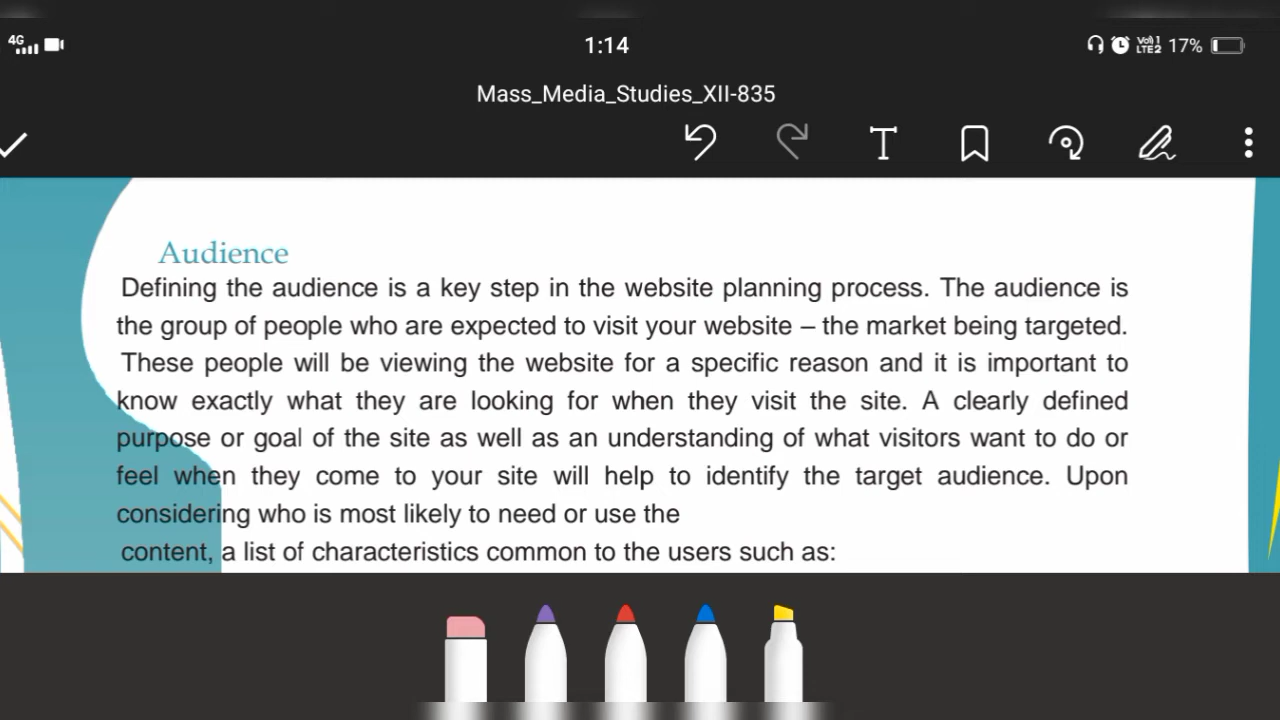 4G 1:14 Vo) 1 LTE2 17%
Mass_Media_Studies_XII-835
T
Audience
Defining the audience is a key step in the website planning process. The audience is
the group of people who are expected to visit your website – the market being targeted.
These people will be viewing the website for a specific reason and it is important to
know exactly what they are looking for when they visit the site. A clearly defined
purpose or goal of the site as well as an understanding of what visitors want to do or
feel when they come to your site will help to identify the target audience. Upon
considering who is most likely to need or use the
content, a list of characteristics common to the users such as: